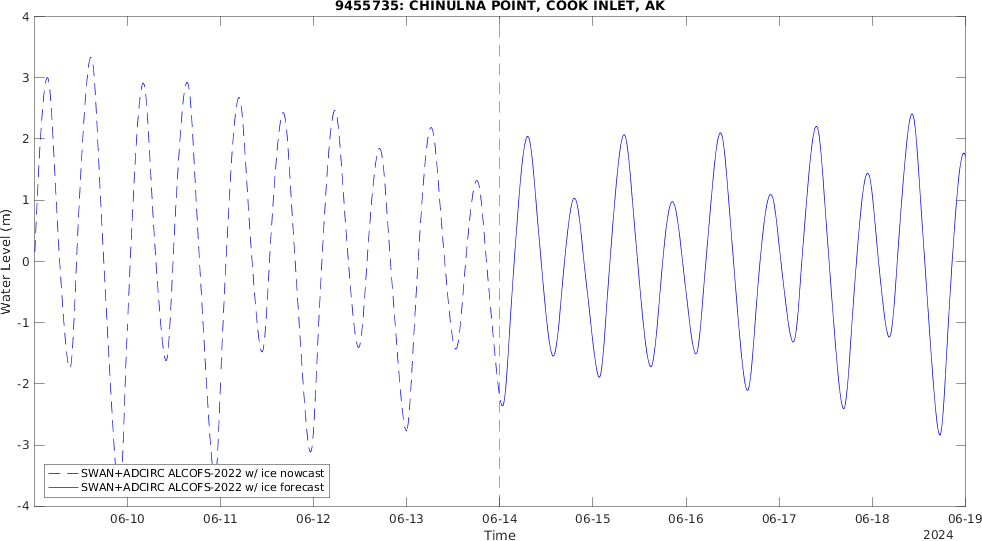 9455735: CHINULNA POINT, COOK INLET, AK
4
3
2
1
0
-1
-2
-3
-4
Water Level (m)
SWAN+ADCIRC ALCOFS-2022 w/ ice nowcast
SWAN+ADCIRC ALCOFS-2022 w/ ice forecast
06-10 06-11 06-12 06-13 06-14 06-15 06-16 06-17 06-18 06-19
Time
2024